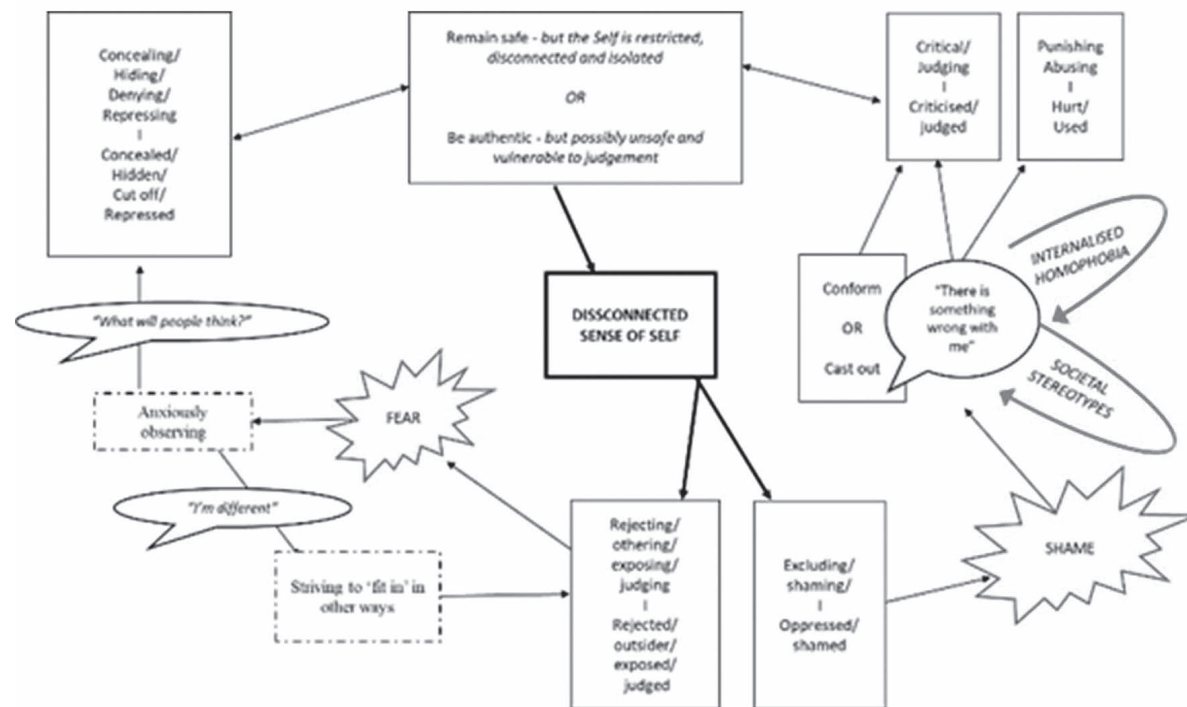 Concealing/
Hiding/
Denying/
Repressing
I
Concealed/
Hidden/
Cut off/
Repressed
Remain safe - but the Self is restricted,
disconnected and isolated
OR
Be authentic - but possibly unsafe and
vulnerable to judgement
Critical/
Judging
I
Criticised/
judged
Punishing
Abusing
I
Hurt/
Used
"What will people think?"
DISSCONNECTED
SENSE OF SELF
Conform
OR
Cast out
"There is
something
wrong with
me"
INTERNALISED
HOMOPHOBIA
SOCIETAL
STEREOTYPES
Anxiously
observing
FEAR
"I'm different"
Striving to 'fit in' in
other ways
Rejecting/
othering/
exposing/
judging
I
Rejected/
outsider/
exposed/
judged
Excluding/
shaming/
I
Oppressed/
shamed
SHAME